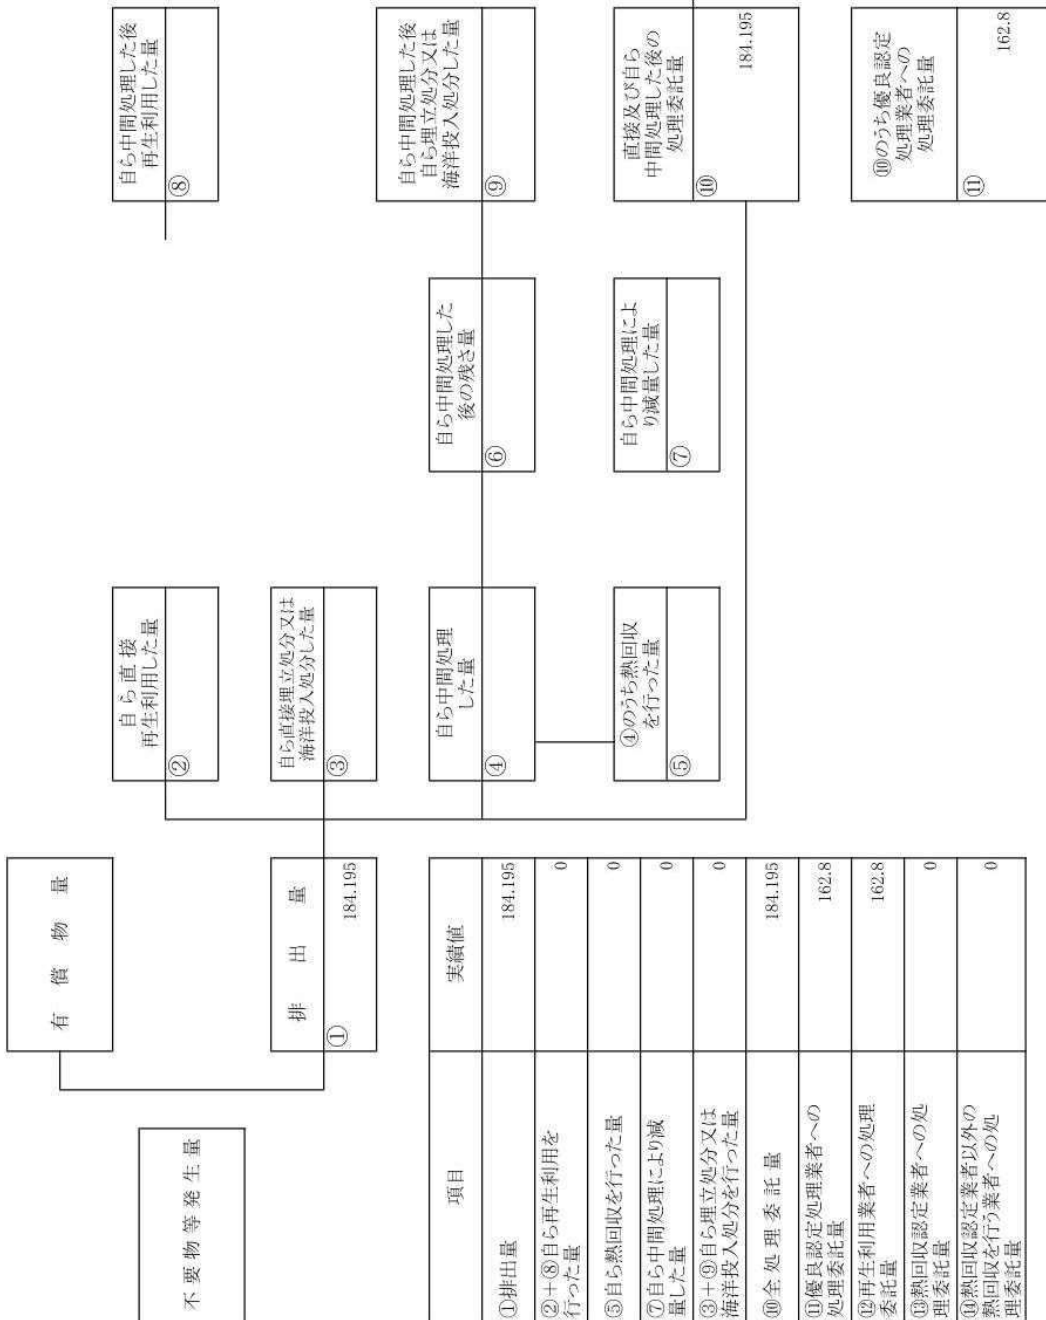 不要物等発生量
有償物量
排出量
①
184.195
自ら直接
再生利用した量
②
自ら直接埋立処分又は
海洋投入処分した量
③
自ら中間処理
した量
④
④のうち熱回収
を行った量
⑤
自ら中間処理した
後の残さ量
⑥
自ら中間処理によ
り減量した量
⑦
自ら中間処理した後
再生利用した量
⑧
自ら中間処理した後
自ら埋立処分又は
海洋投入処分した量
⑨
直接及び自ら
中間処理した後の
処理委託量
⑩
184.195
⑩のうち優良認定
処理業者への
処理委託量
⑪
162.8
項目
実績値
①排出量
184.195
②+⑧自ら再生利用を
行った量
0
⑤自ら熱回収を行った量
0
⑦自ら中間処理により減
量した量
0
③+⑨自ら埋立処分又は
海洋投入処分を行った量
0
⑩全処理委託量
184.195
⑪優良認定処理業者への
処理委託量
162.8
⑫再生利用業者への処理
委託量
162.8
⑬熱回収認定業者への処
理委託量
0
⑭熱回収認定業者以外の
熱回収を行う業者への処
理委託量
0